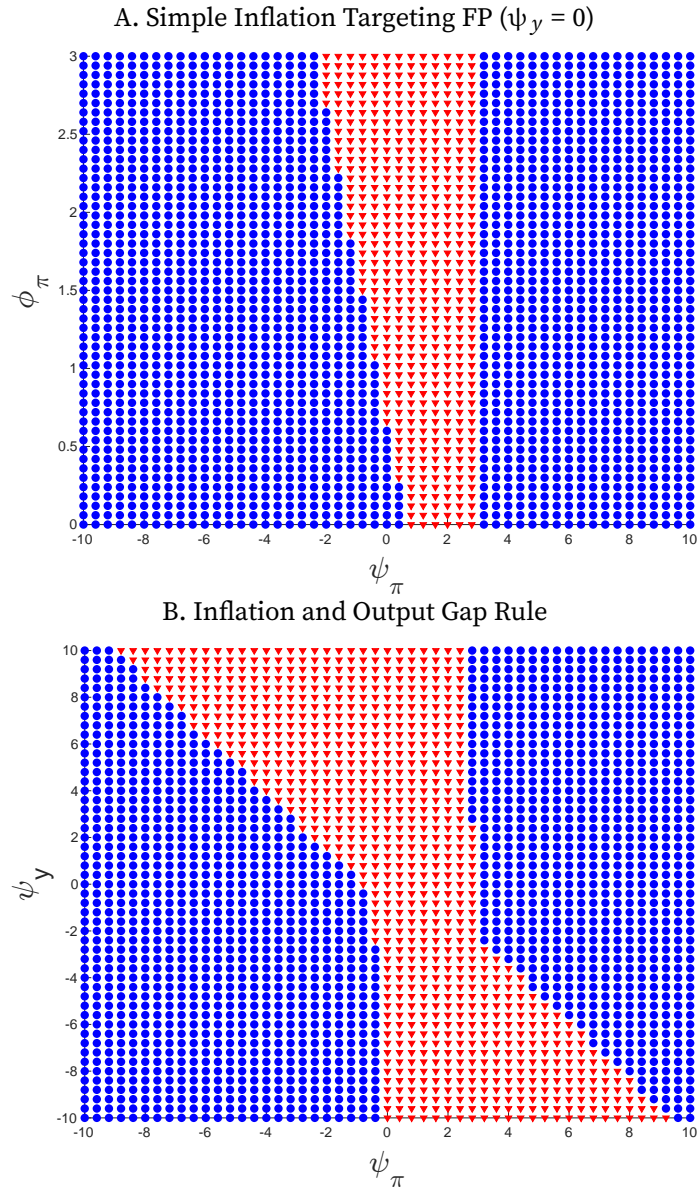 A. Simple Inflation Targeting FP (ψ_y = 0)
3
2.5
2
1.5
1
0.5
0
ϕ_π
-10 -8 -6 -4 -2 0 2 4 6 8 10
ψ_π
B. Inflation and Output Gap Rule
10
8
6
4
2
0
-2
-4
-6
-8
-10
ψ_y
-10 -8 -6 -4 -2 0 2 4 6 8 10
ψ_π